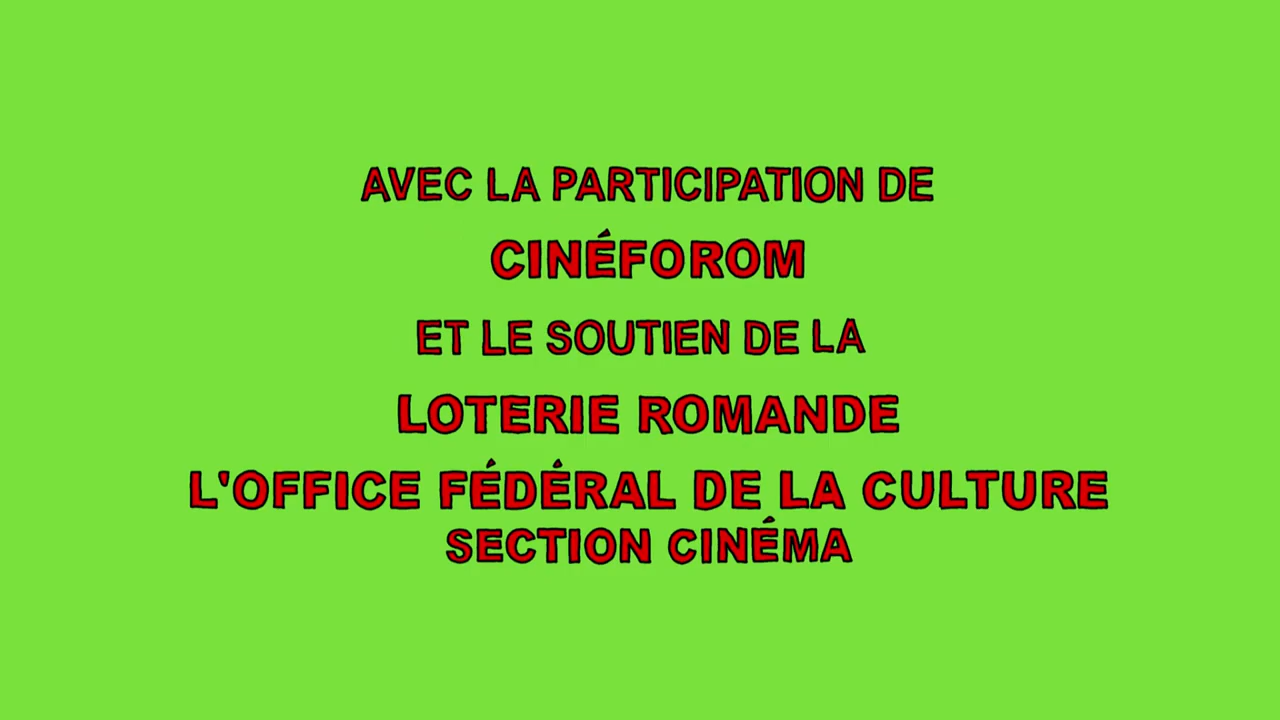 AVEC LA PARTICIPATION DE
CINÉFOROM
ET LE SOUTIEN DE LA
LOTERIE ROMANDE
L'OFFICE FÉDÉRAL DE LA CULTURE
SECTION CINÉMA